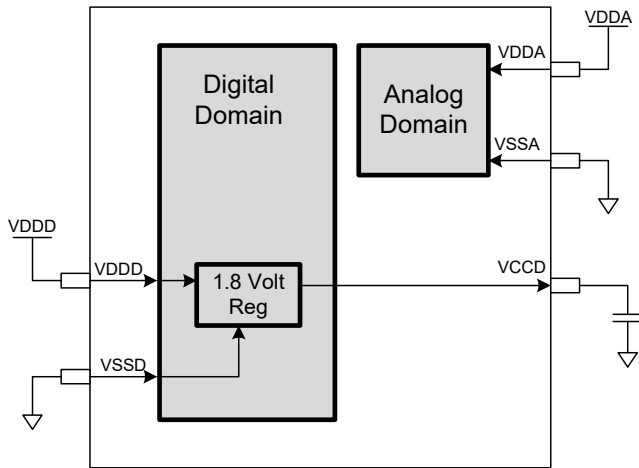 VDDA
VDDA
Digital
Domain
Analog
Domain
VSSA
VDDD
VDDD
1.8 Volt
Reg
VCCD
VSSD